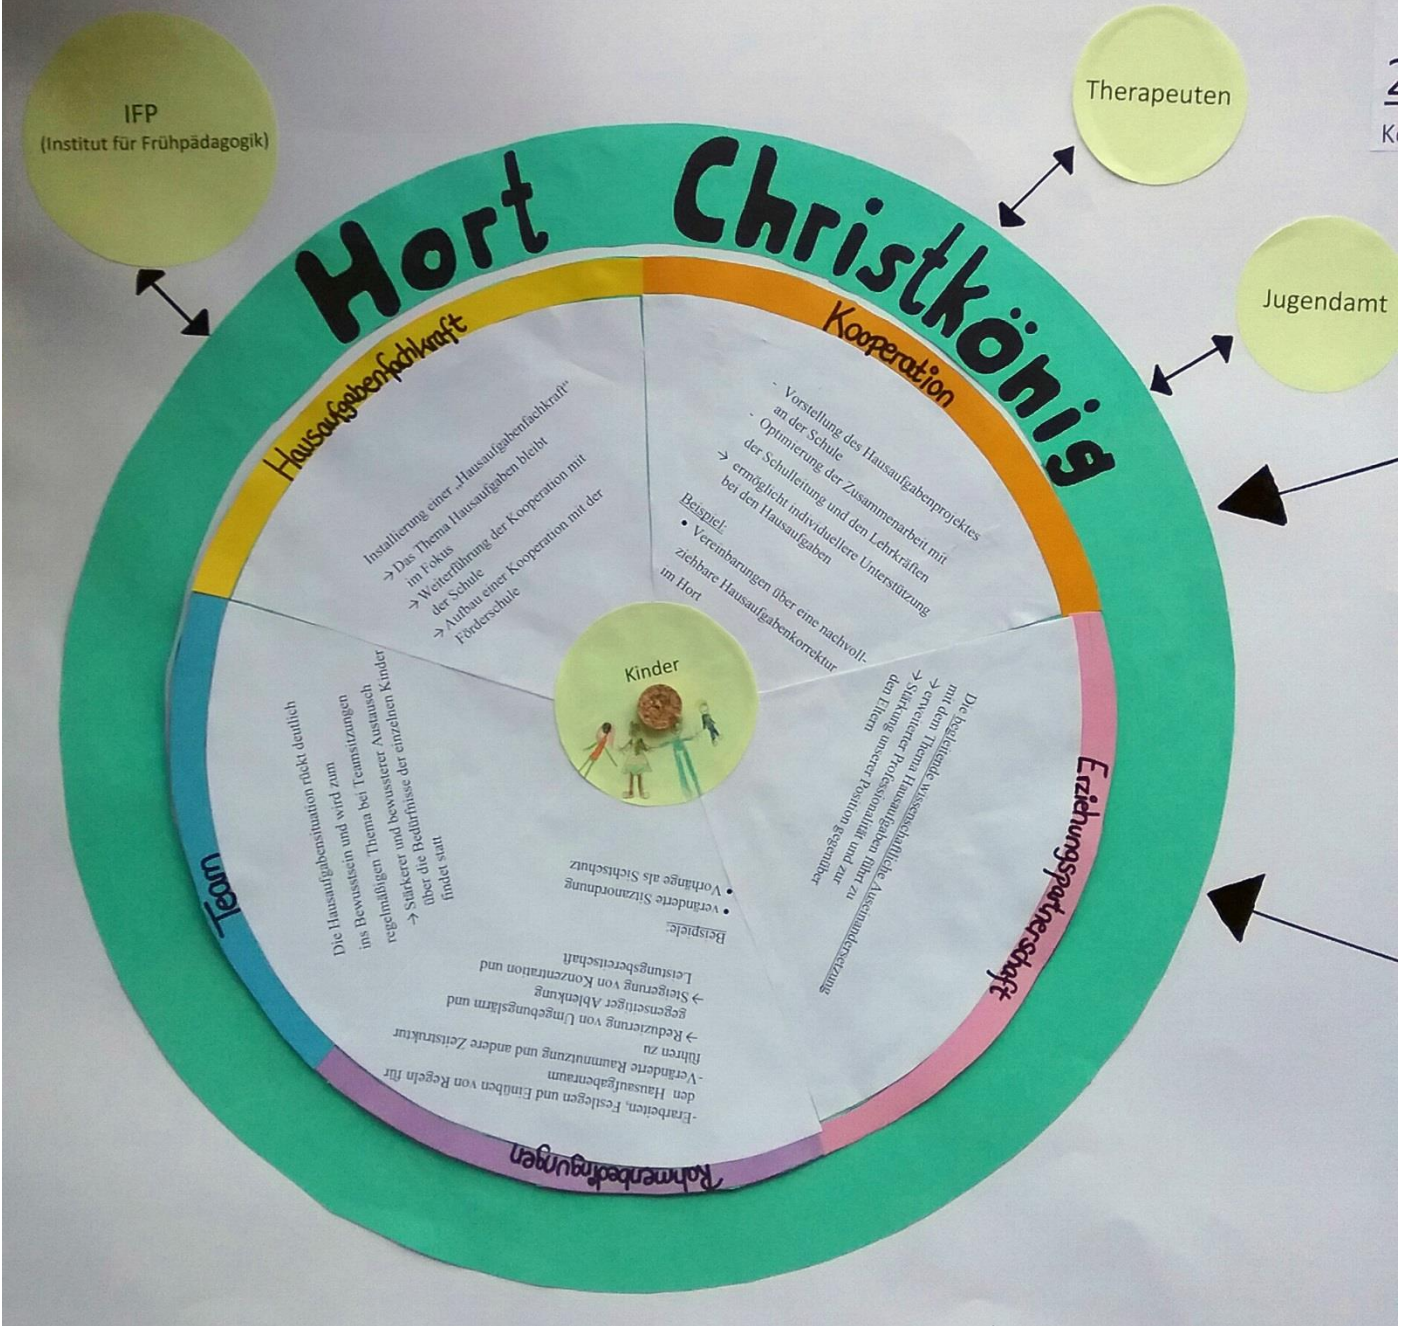 IFP
(Institut für Frühpädagogik)
Therapeuten
Jugendamt
Hort Christkönig
Hausaufgabenfachkraft
Installierung einer „Hausaufgabenfachkraft“
→ Das Thema Hausaufgaben bleibt
im Fokus
→ Weiterführung der Kooperation mit
der Schule
→ Aufbau einer Kooperation mit der
Förderschule
Kooperation
- Vorstellung des Hausaufgabenprojektes
an der Schule
- Optimierung der Zusammenarbeit mit
der Schulleitung und den Lehrkräften
→ ermöglicht individuellere Unterstützung
bei den Hausaufgaben
Beispiel:
• Vereinbarungen über eine nachvoll-
ziehbare Hausaufgabenkorrektur
im Hort
Erziehungspartnerschaft
Die begleitende wissenschaftliche Auseinandersetzung
mit dem Thema Hausaufgaben führt zu
→ erweiterter Professionalität und zur
→ Stärkung unserer Position gegenüber
den Eltern
Rahmenbedingungen
-Erarbeiten, Festlegen und Einüben von Regeln für
den Hausaufgabenraum
-Veränderte Raumnutzung und andere Zeitstruktur
führen zu
→ Reduzierung von Umgebungslärm und
gegenseitiger Ablenkung
→ Steigerung von Konzentration und
Leistungsbereitschaft
Beispiele:
• veränderte Sitzanordnung
• Vorhänge als Sichtschutz
Team
Die Hausaufgabensituation rückt deutlich
ins Bewusstsein und wird zum
regelmäßigen Thema bei Teamsitzungen
→ Stärkerer und bewussterer Austausch
über die Bedürfnisse der einzelnen Kinder
findet statt
Kinder